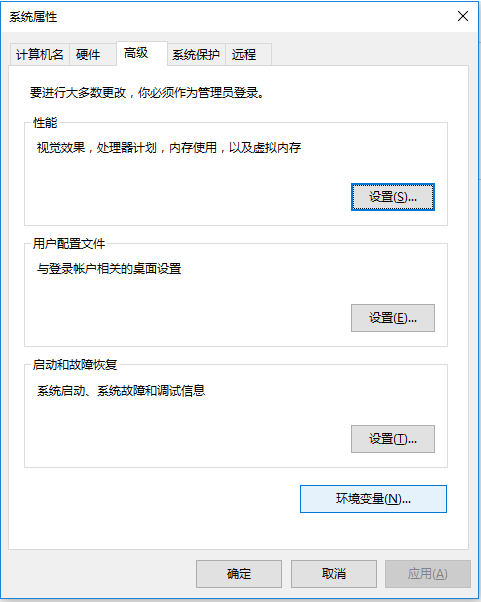 系统属性
计算机名 硬件 高级 系统保护 远程
要进行大多数更改，你必须作为管理员登录。
性能
视觉效果，处理器计划，内存使用，以及虚拟内存
设置(S)...
用户配置文件
与登录帐户相关的桌面设置
设置(E)...
启动和故障恢复
系统启动、系统故障和调试信息
设置(T)...
环境变量(N)...
确定 取消 应用(A)